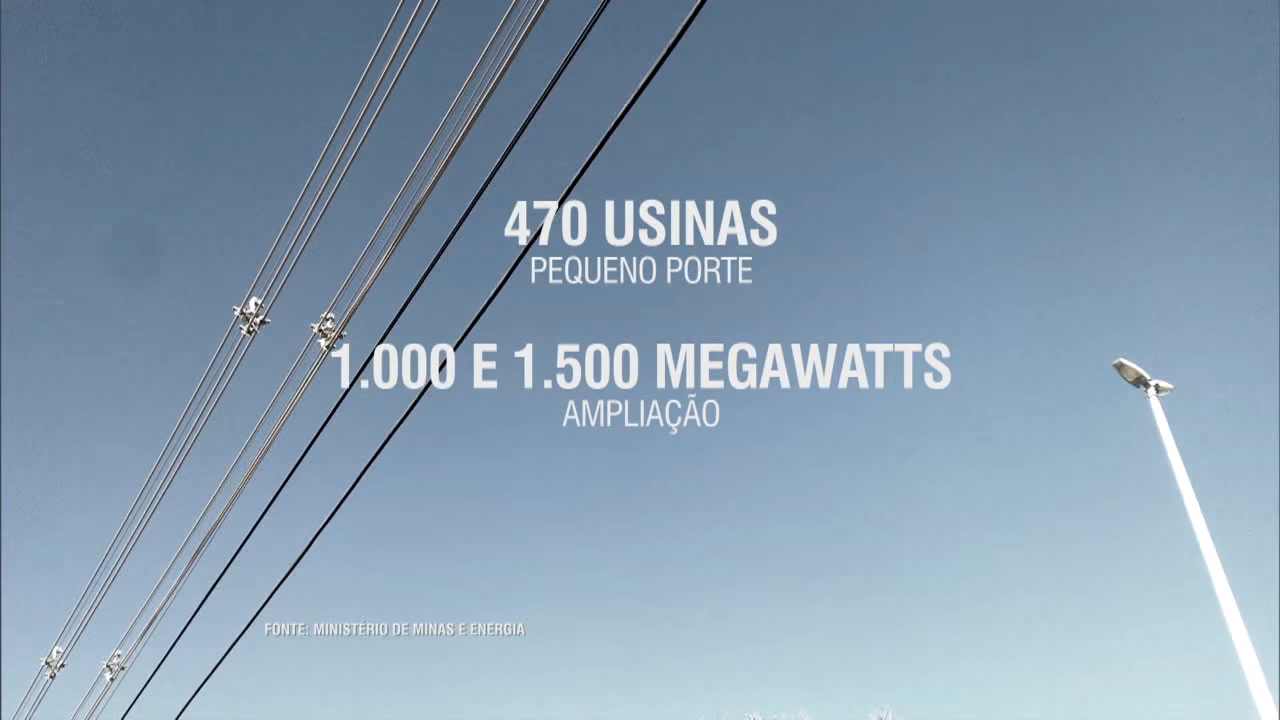 470 USINAS
PEQUENO PORTE
1.000 E 1.500 MEGAWATTS
AMPLIAÇÃO
FONTE: MINISTÉRIO DE MINAS E ENERGIA